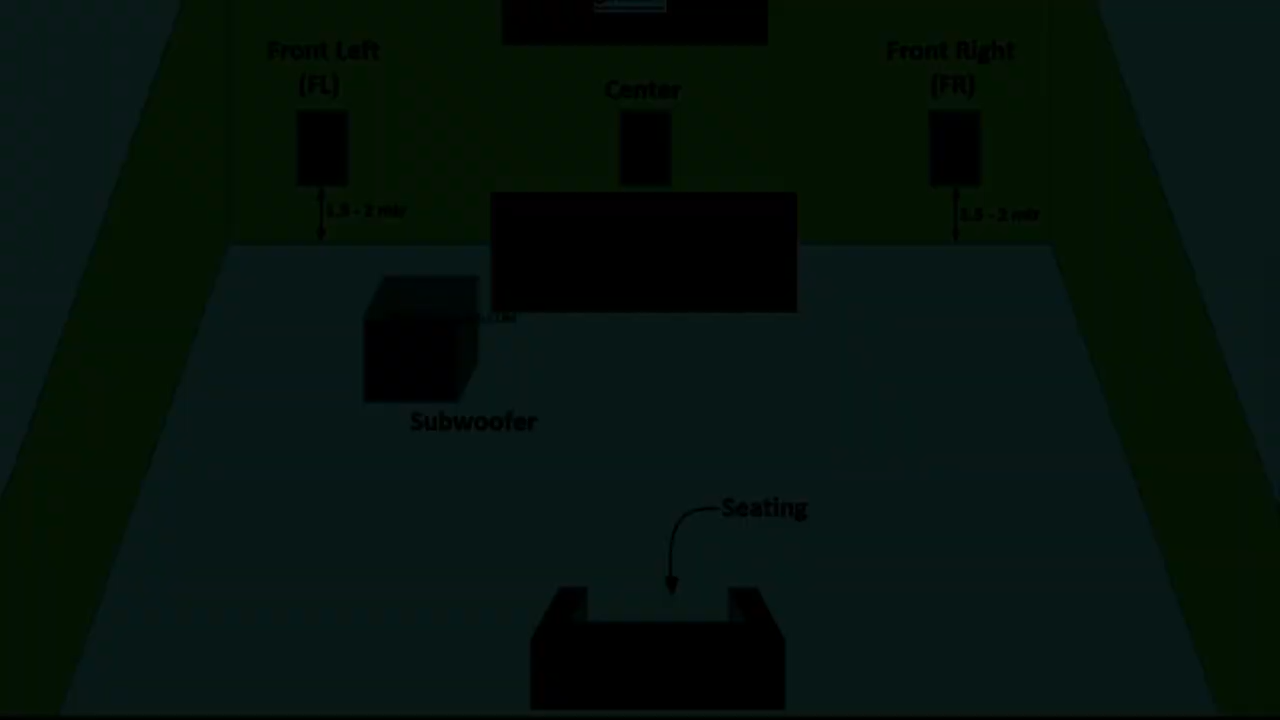 Front Left
(FL)
Center
Front Right
(FR)
Subwoofer
Seating